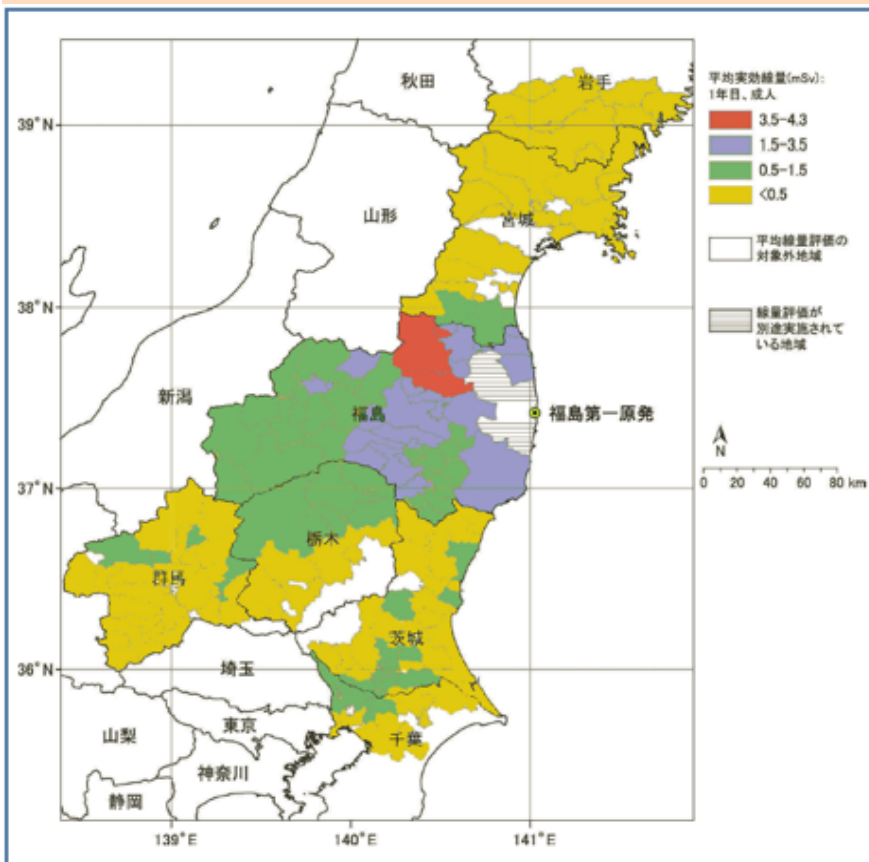 平均実効線量(mSv):
1年目、成人
3.5-4.3
1.5-3.5
0.5-1.5
<0.5
平均線量評価の
対象外地域
線量評価が
別途実施されて
いる地域
N
0 20 40 60 80 km
秋田
岩手
39°N
山形
宮城
38°N
新潟
福島
福島第一原発
37°N
栃木
群馬
茨城
36°N
埼玉
山梨
東京
千葉
神奈川
静岡
139°E
140°E
141°E